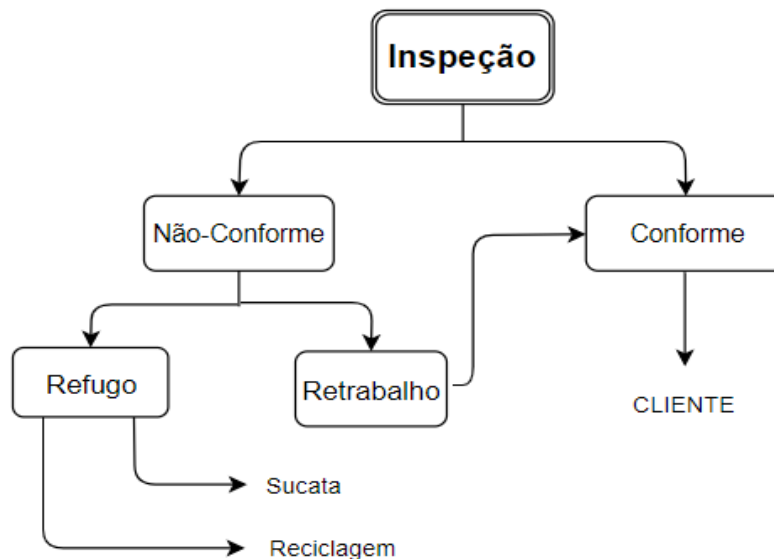 Inspeção
Não-Conforme
Conforme
Refugo
Retrabalho
CLIENTE
Sucata
Reciclagem